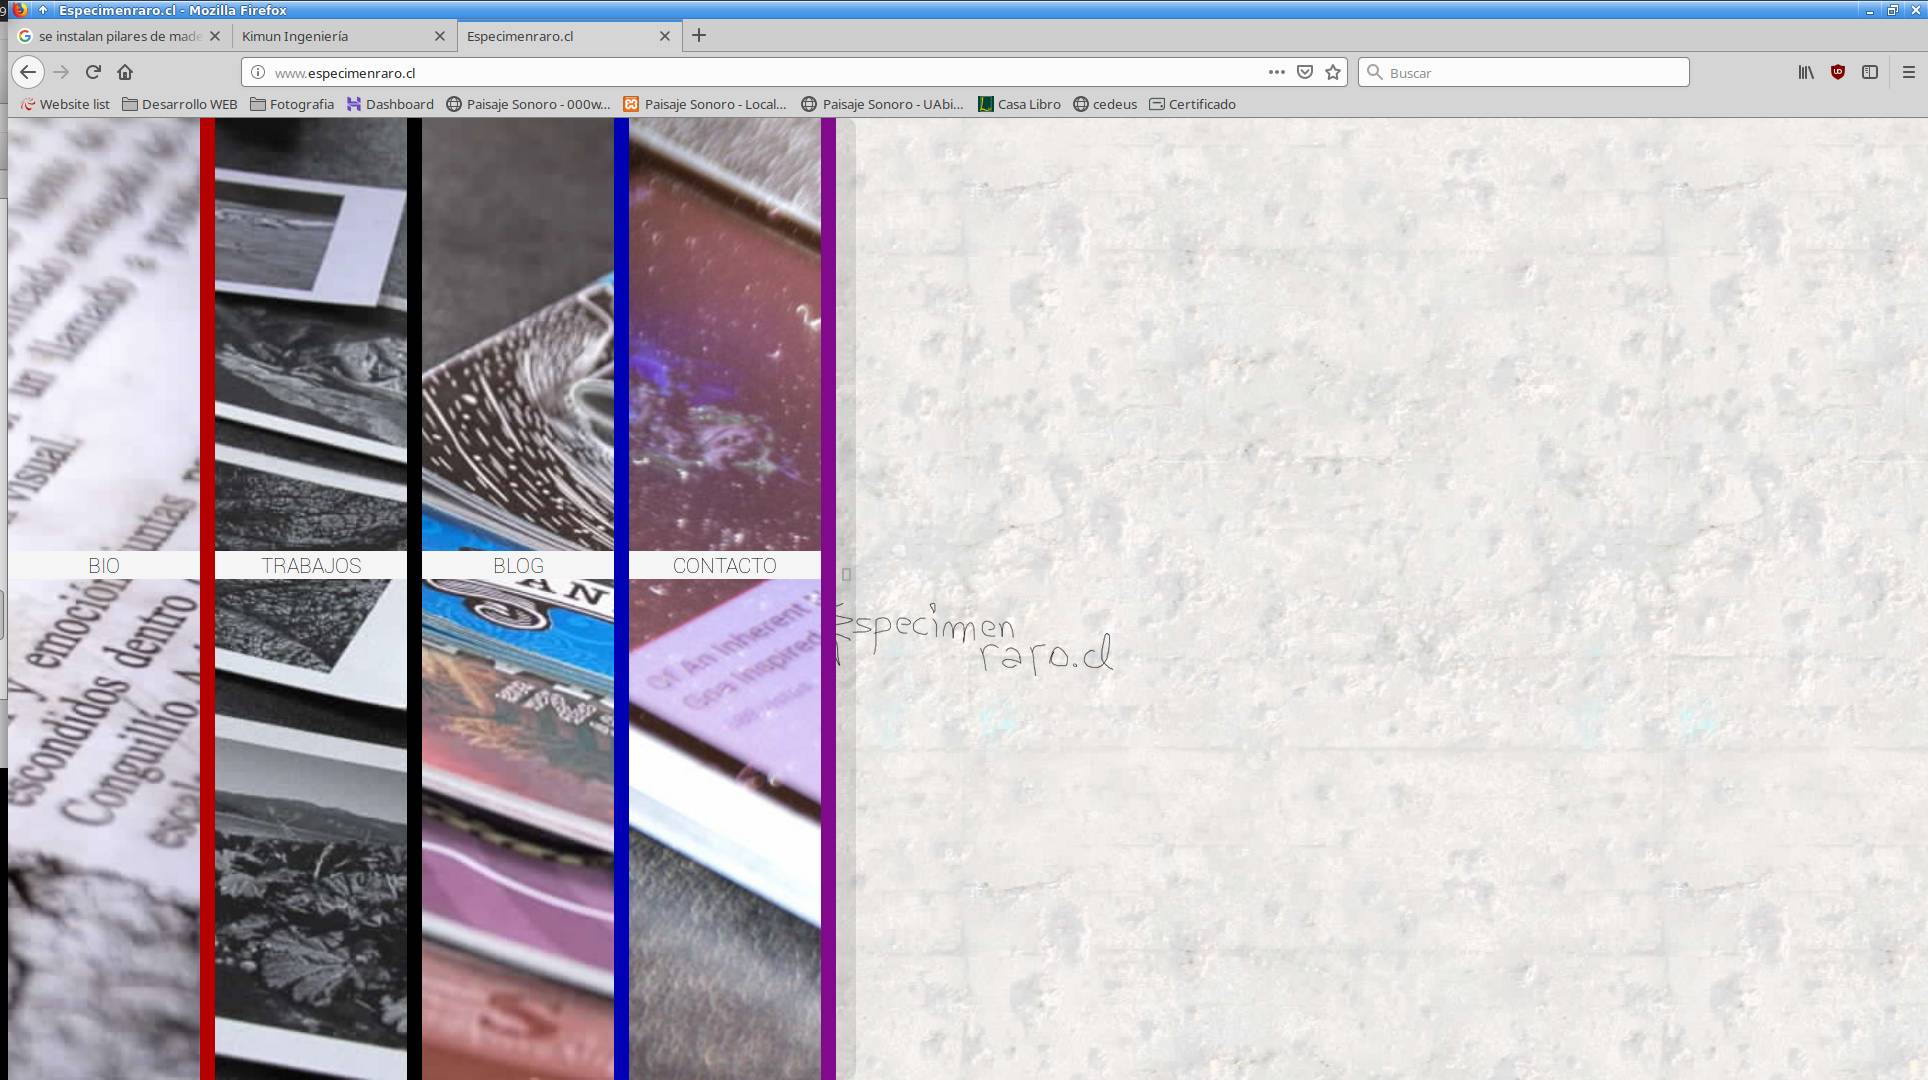 Especimenraro.cl - Mozilla Firefox
se instalan pilares de made
Kimun Ingeniería
Especimenraro.cl
www.especimenraro.cl
Buscar
Website list
Desarrollo WEB
Fotografia
Dashboard
Paisaje Sonoro - 000w...
Paisaje Sonoro - Local...
Paisaje Sonoro - UAbi...
Casa Libro
cedeus
Certificado
un llamado a
visual.
BIO
TRABAJOS
BLOG
CONTACTO
y emoción
escondidos dentro
Conguillío.
Of An Inherent
Goa Inspired
Especimen
raro.cl